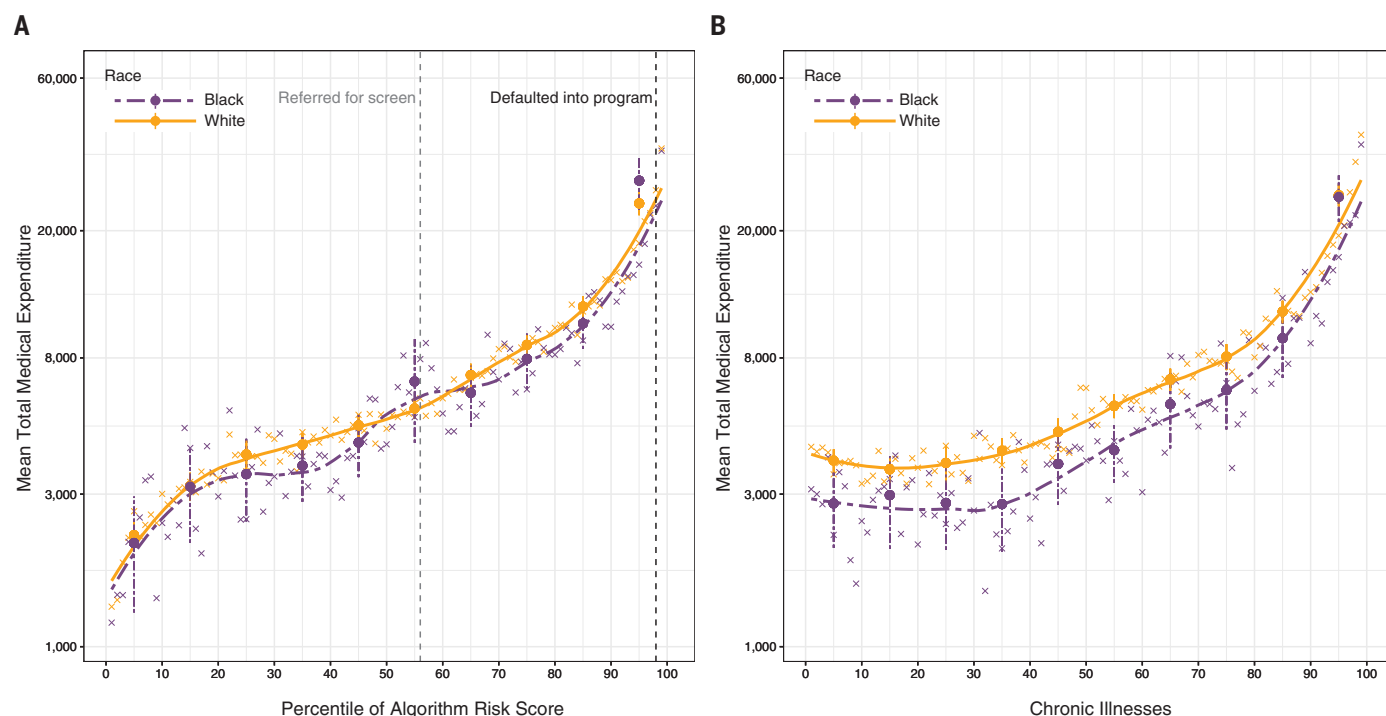 A
Race
Black
White
Referred for screen
Defaulted into program
60,000
20,000
8,000
3,000
1,000
Mean Total Medical Expenditure
0 10 20 30 40 50 60 70 80 90 100
Percentile of Algorithm Risk Score
B
Race
Black
White
60,000
20,000
8,000
3,000
1,000
Mean Total Medical Expenditure
0 10 20 30 40 50 60 70 80 90 100
Chronic Illnesses